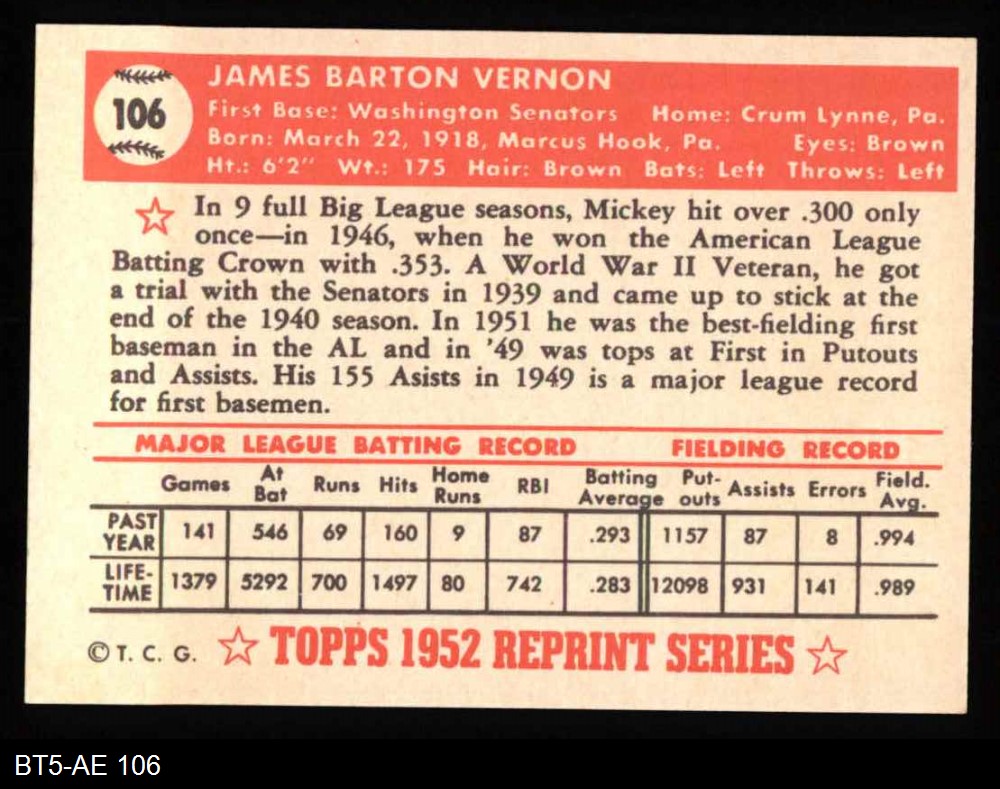 106
JAMES BARTON VERNON
First Base: Washington Senators Home: Crum Lynne, Pa.
Born: March 22, 1918, Marcus Hook, Pa. Eyes: Brown
Ht.: 6'2" Wt.: 175 Hair: Brown Bats: Left Throws: Left
In 9 full Big League seasons, Mickey hit over .300 only
once—in 1946, when he won the American League
Batting Crown with .353. A World War II Veteran, he got
a trial with the Senators in 1939 and came up to stick at the
end of the 1940 season. In 1951 he was the best-fielding first
baseman in the AL and in '49 was tops at First in Putouts
and Assists. His 155 Asists in 1949 is a major league record
for first basemen.
MAJOR LEAGUE BATTING RECORD FIELDING RECORD
Games At Bat Runs Hits Home Runs RBI Batting Average Put-outs Assists Errors Field. Avg.
PAST YEAR 141 546 69 160 9 87 .293 1157 87 8 .994
LIFE-TIME 1379 5292 700 1497 80 742 .283 12098 931 141 .989
© T. C. G. TOPPS 1952 REPRINT SERIES
BT5-AE 106